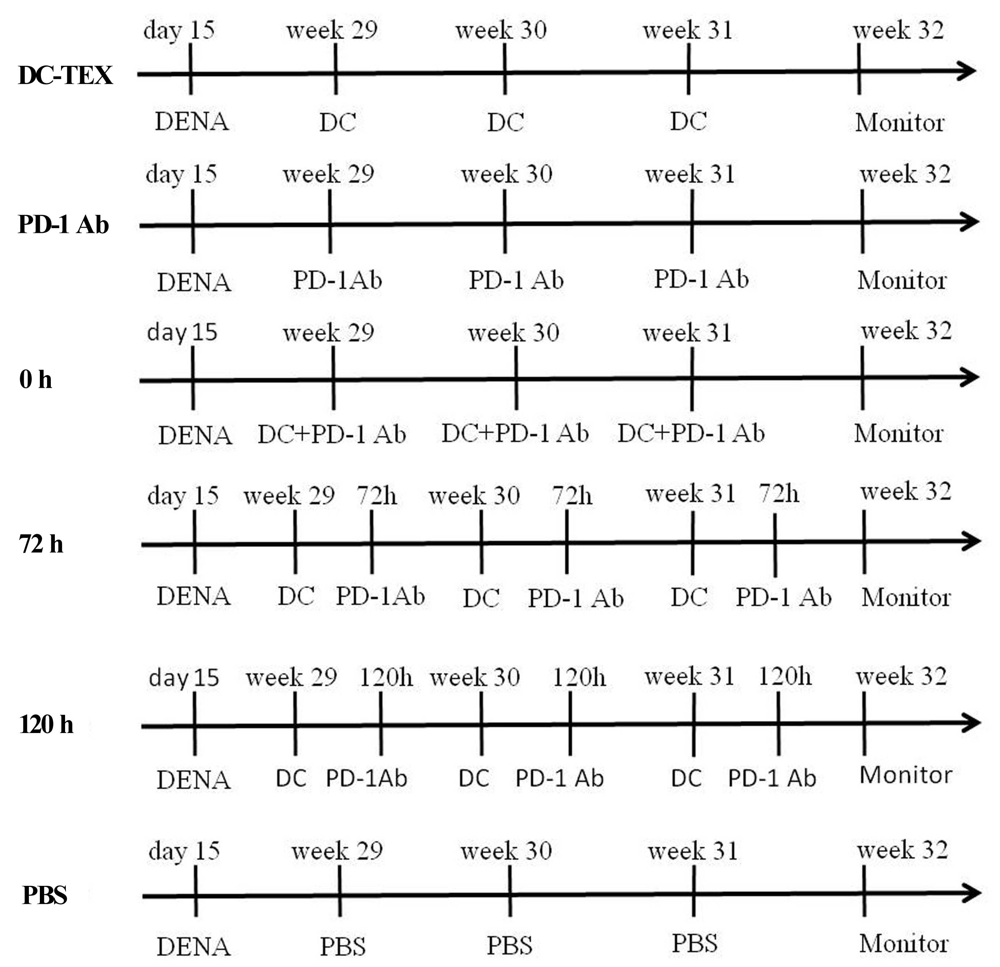 day 15 week 29 week 30 week 31 week 32
DC-TEX
DENA DC DC DC Monitor
day 15 week 29 week 30 week 31 week 32
PD-1 Ab
DENA PD-1Ab PD-1 Ab PD-1 Ab Monitor
day 15 week 29 week 30 week 31 week 32
0 h
DENA DC+PD-1 Ab DC+PD-1 Ab DC+PD-1 Ab Monitor
day 15 week 29 72h week 30 72h week 31 72h week 32
72 h
DENA DC PD-1Ab DC PD-1 Ab DC PD-1 Ab Monitor
day 15 week 29 120h week 30 120h week 31 120h week 32
120 h
DENA DC PD-1Ab DC PD-1 Ab DC PD-1 Ab Monitor
day 15 week 29 week 30 week 31 week 32
PBS
DENA PBS PBS PBS Monitor